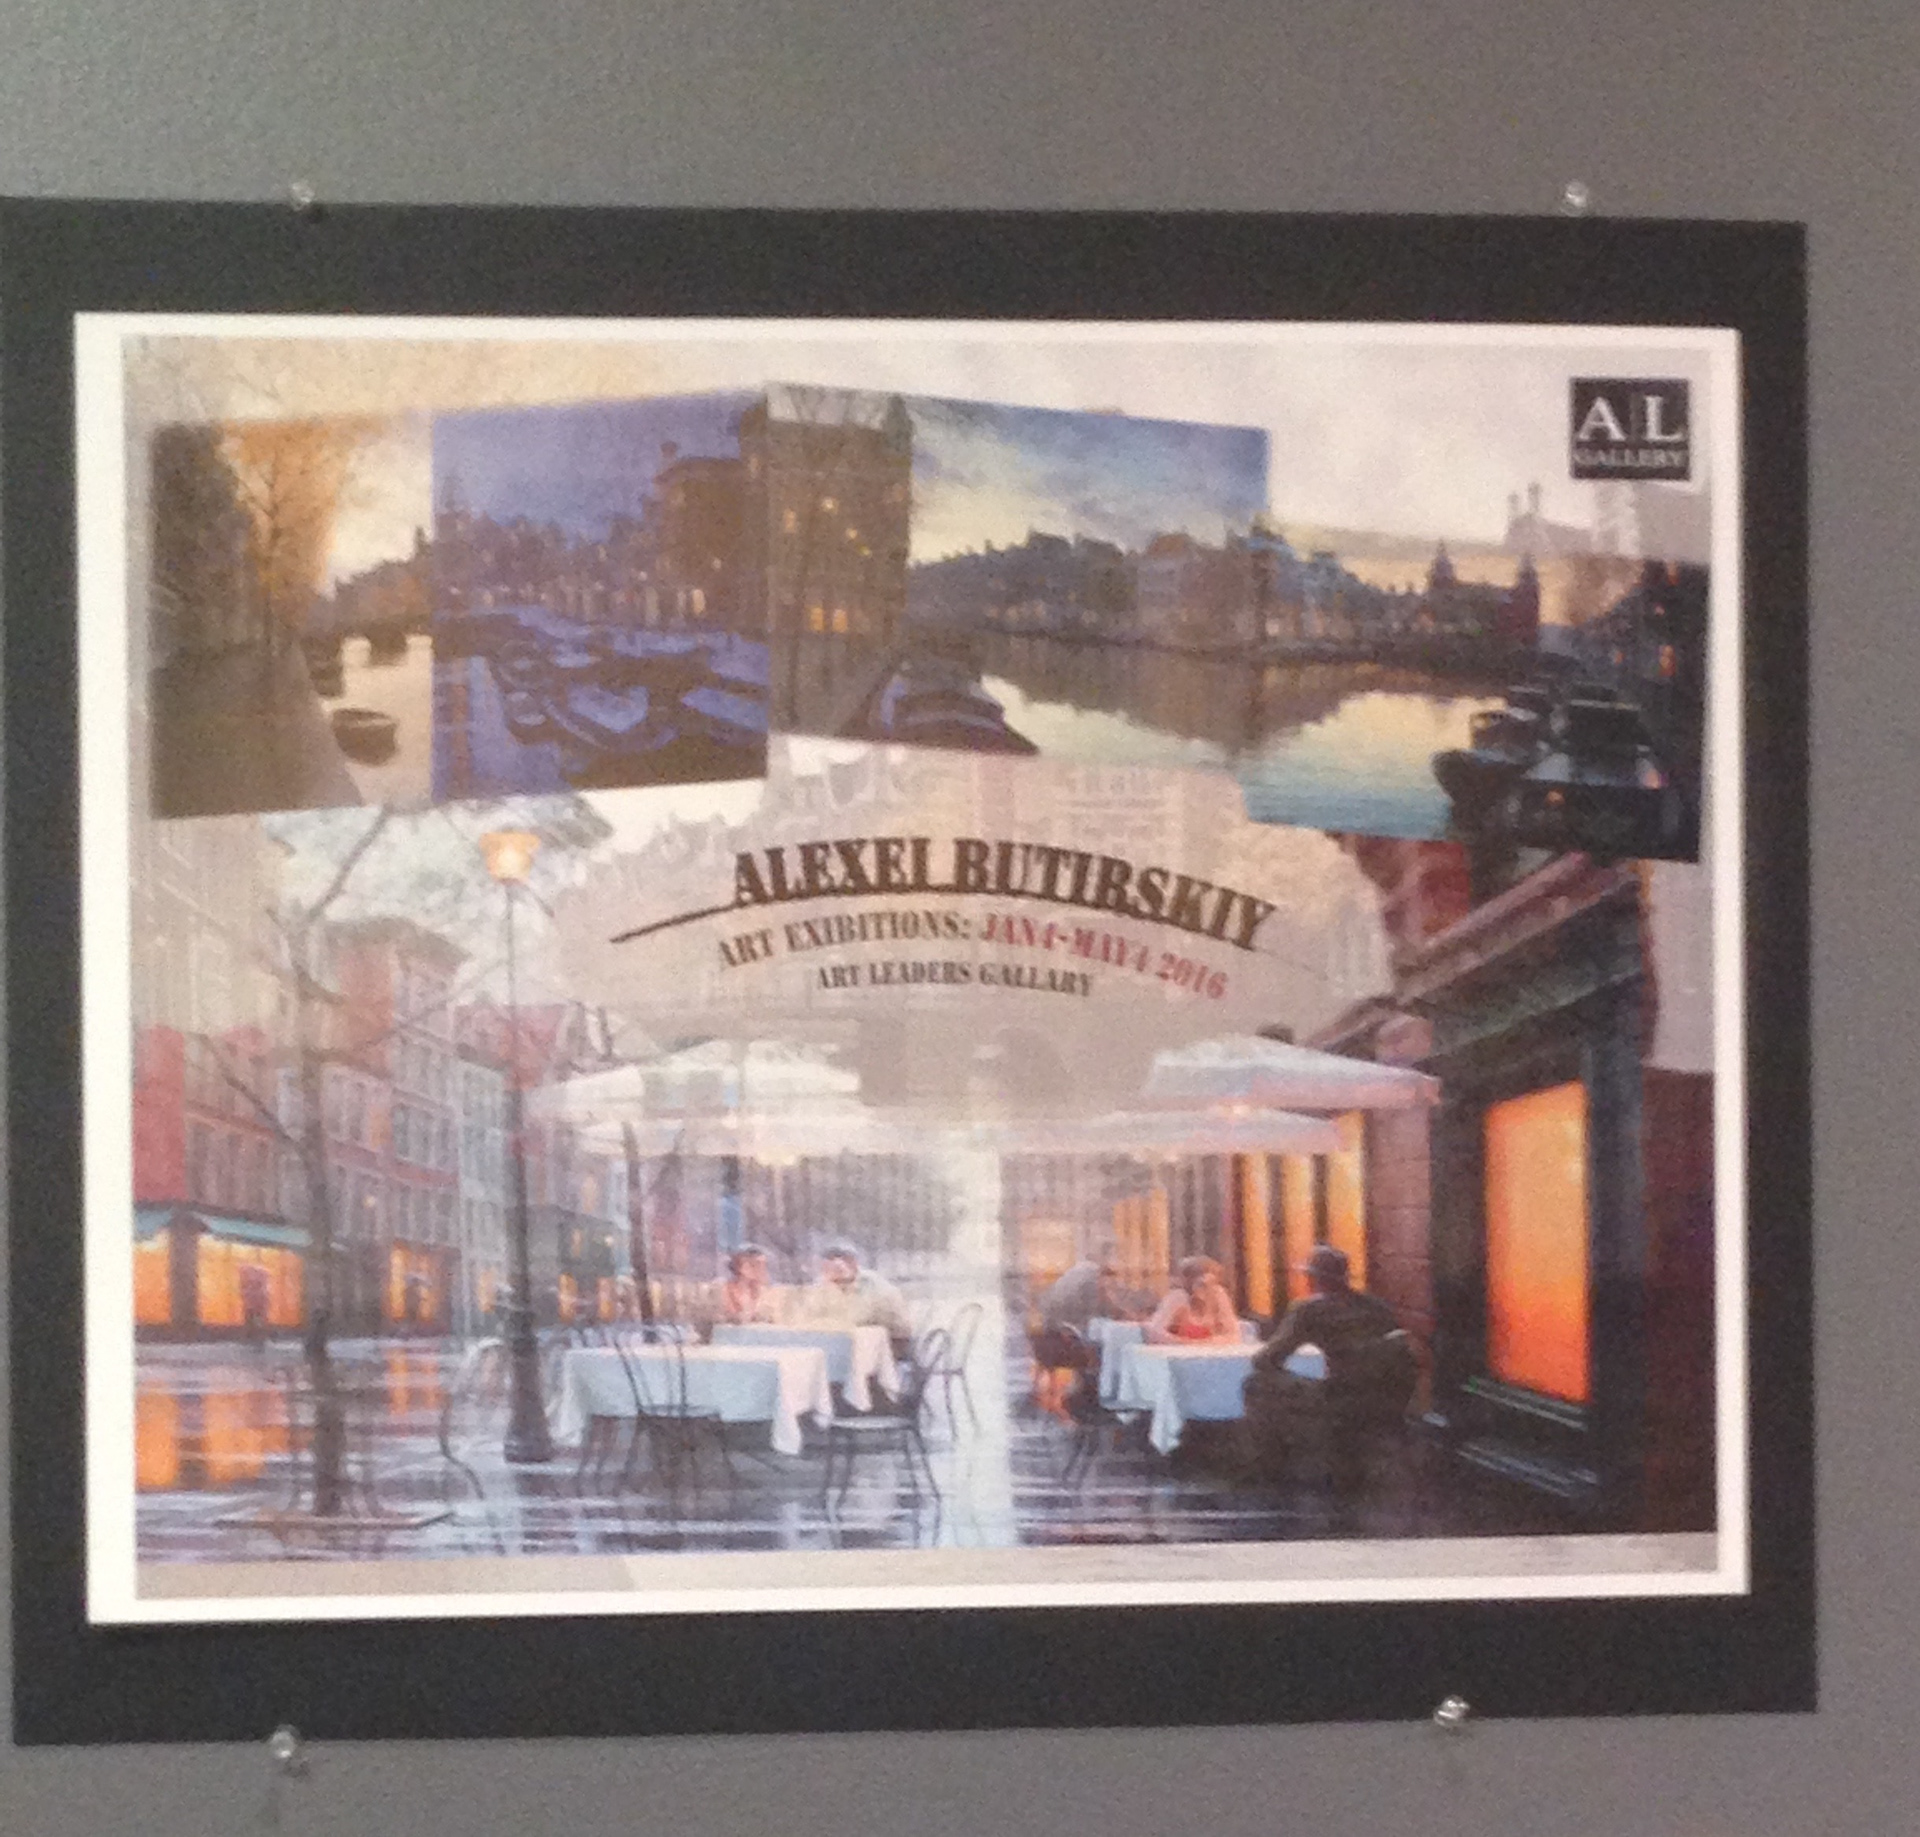 A|L
GALLERY
ALEXEI BUTIRSKIY
ART EXIBITIONS: JAN4-MAY4 2016
ART LEADERS GALLARY